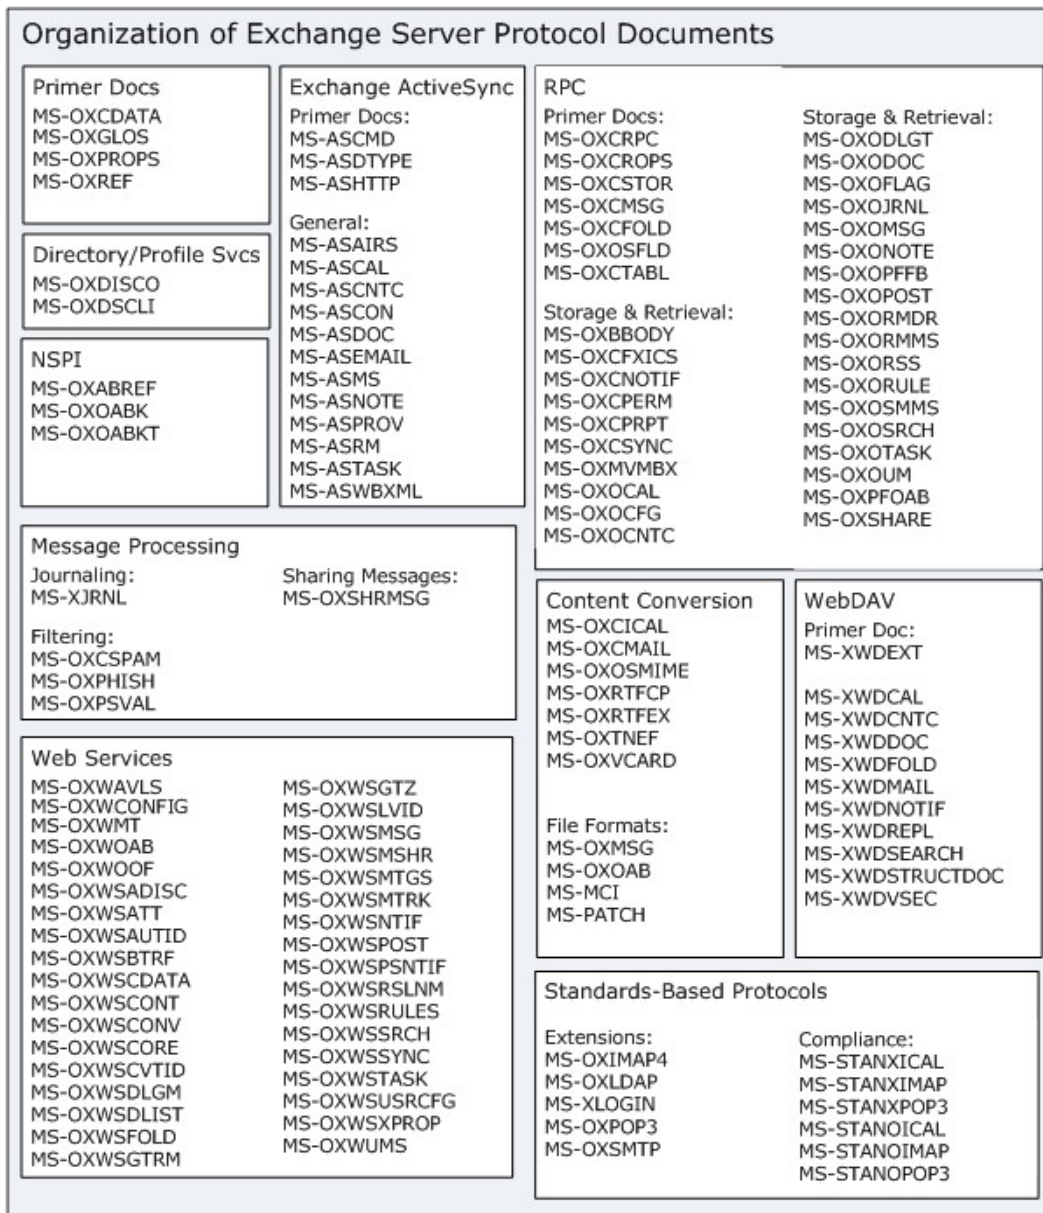 Organization of Exchange Server Protocol Documents
Primer Docs
MS-OXCDATA
MS-OXGLOS
MS-OXPROPS
MS-OXREF
Directory/Profile Svcs
MS-OXDISCO
MS-OXDSCLI
NSPI
MS-OXABREF
MS-OXOABK
MS-OXOABKT
Exchange ActiveSync
Primer Docs:
MS-ASCMD
MS-ASDTYPE
MS-ASHTTP
General:
MS-ASAIRS
MS-ASCAL
MS-ASCNTC
MS-ASCON
MS-ASDOC
MS-ASEMAIL
MS-ASMS
MS-ASNOTE
MS-ASPROV
MS-ASRM
MS-ASTASK
MS-ASWBXML
RPC
Primer Docs:
MS-OXCRPC
MS-OXCROPS
MS-OXCSTOR
MS-OXCMSG
MS-OXCFOLD
MS-OXOSFLD
MS-OXCTABL
Storage & Retrieval:
MS-OXBBODY
MS-OXCFXICS
MS-OXCNOTIF
MS-OXCPERM
MS-OXCPRPT
MS-OXCSYNC
MS-OXMVMBX
MS-OXOCAL
MS-OXOCFG
MS-OXOCNTC
Storage & Retrieval:
MS-OXODLGT
MS-OXODOC
MS-OXOFLAG
MS-OXOJRNL
MS-OXOMSG
MS-OXONOTE
MS-OXOPFFB
MS-OXOPOST
MS-OXORMDR
MS-OXORMMS
MS-OXORSS
MS-OXORULE
MS-OXOSMMS
MS-OXOSRCH
MS-OXOTASK
MS-OXOUM
MS-OXPFOAB
MS-OXSHARE
Message Processing
Journaling:
MS-XJRNL
Filtering:
MS-OXCSPAM
MS-OXPHISH
MS-OXPSVAL
Sharing Messages:
MS-OXSHRMSG
Content Conversion
MS-OXCICAL
MS-OXCMAIL
MS-OXOSMIME
MS-OXRTFCP
MS-OXRTFEX
MS-OXTNEF
MS-OXVCARD
File Formats:
MS-OXMSG
MS-OXOAB
MS-MCI
MS-PATCH
WebDAV
Primer Doc:
MS-XWDEXT
MS-XWDCAL
MS-XWDCNTC
MS-XWDDOC
MS-XWDFOLD
MS-XWDMAIL
MS-XWDNOTIF
MS-XWDREPL
MS-XWDSEARCH
MS-XWDSTRUCTDOC
MS-XWDVSEC
Web Services
MS-OXWAVLS
MS-OXWCONFIG
MS-OXWMT
MS-OXWOAB
MS-OXWOOF
MS-OXWSADISC
MS-OXWSATT
MS-OXWSAUTID
MS-OXWSBTRF
MS-OXWSCDATA
MS-OXWSCONT
MS-OXWSCONV
MS-OXWSCORE
MS-OXWSCVTID
MS-OXWSDLGM
MS-OXWSDLIST
MS-OXWSFOLD
MS-OXWSGTRM
MS-OXWSGTZ
MS-OXWSLVID
MS-OXWSMSG
MS-OXWSMSHR
MS-OXWSMTGS
MS-OXWSMTRK
MS-OXWSNTIF
MS-OXWSPOST
MS-OXWSPSNTIF
MS-OXWSRSLNM
MS-OXWSRULES
MS-OXWSSRCH
MS-OXWSSYNC
MS-OXWSTASK
MS-OXWSUSRCFG
MS-OXWSXPROP
MS-OXWUMS
Standards-Based Protocols
Extensions:
MS-OXIMAP4
MS-OXLDAP
MS-XLOGIN
MS-OXPOP3
MS-OXSMTP
Compliance:
MS-STANXICAL
MS-STANXIMAP
MS-STANXPOP3
MS-STANOICAL
MS-STANOIMAP
MS-STANOPOP3